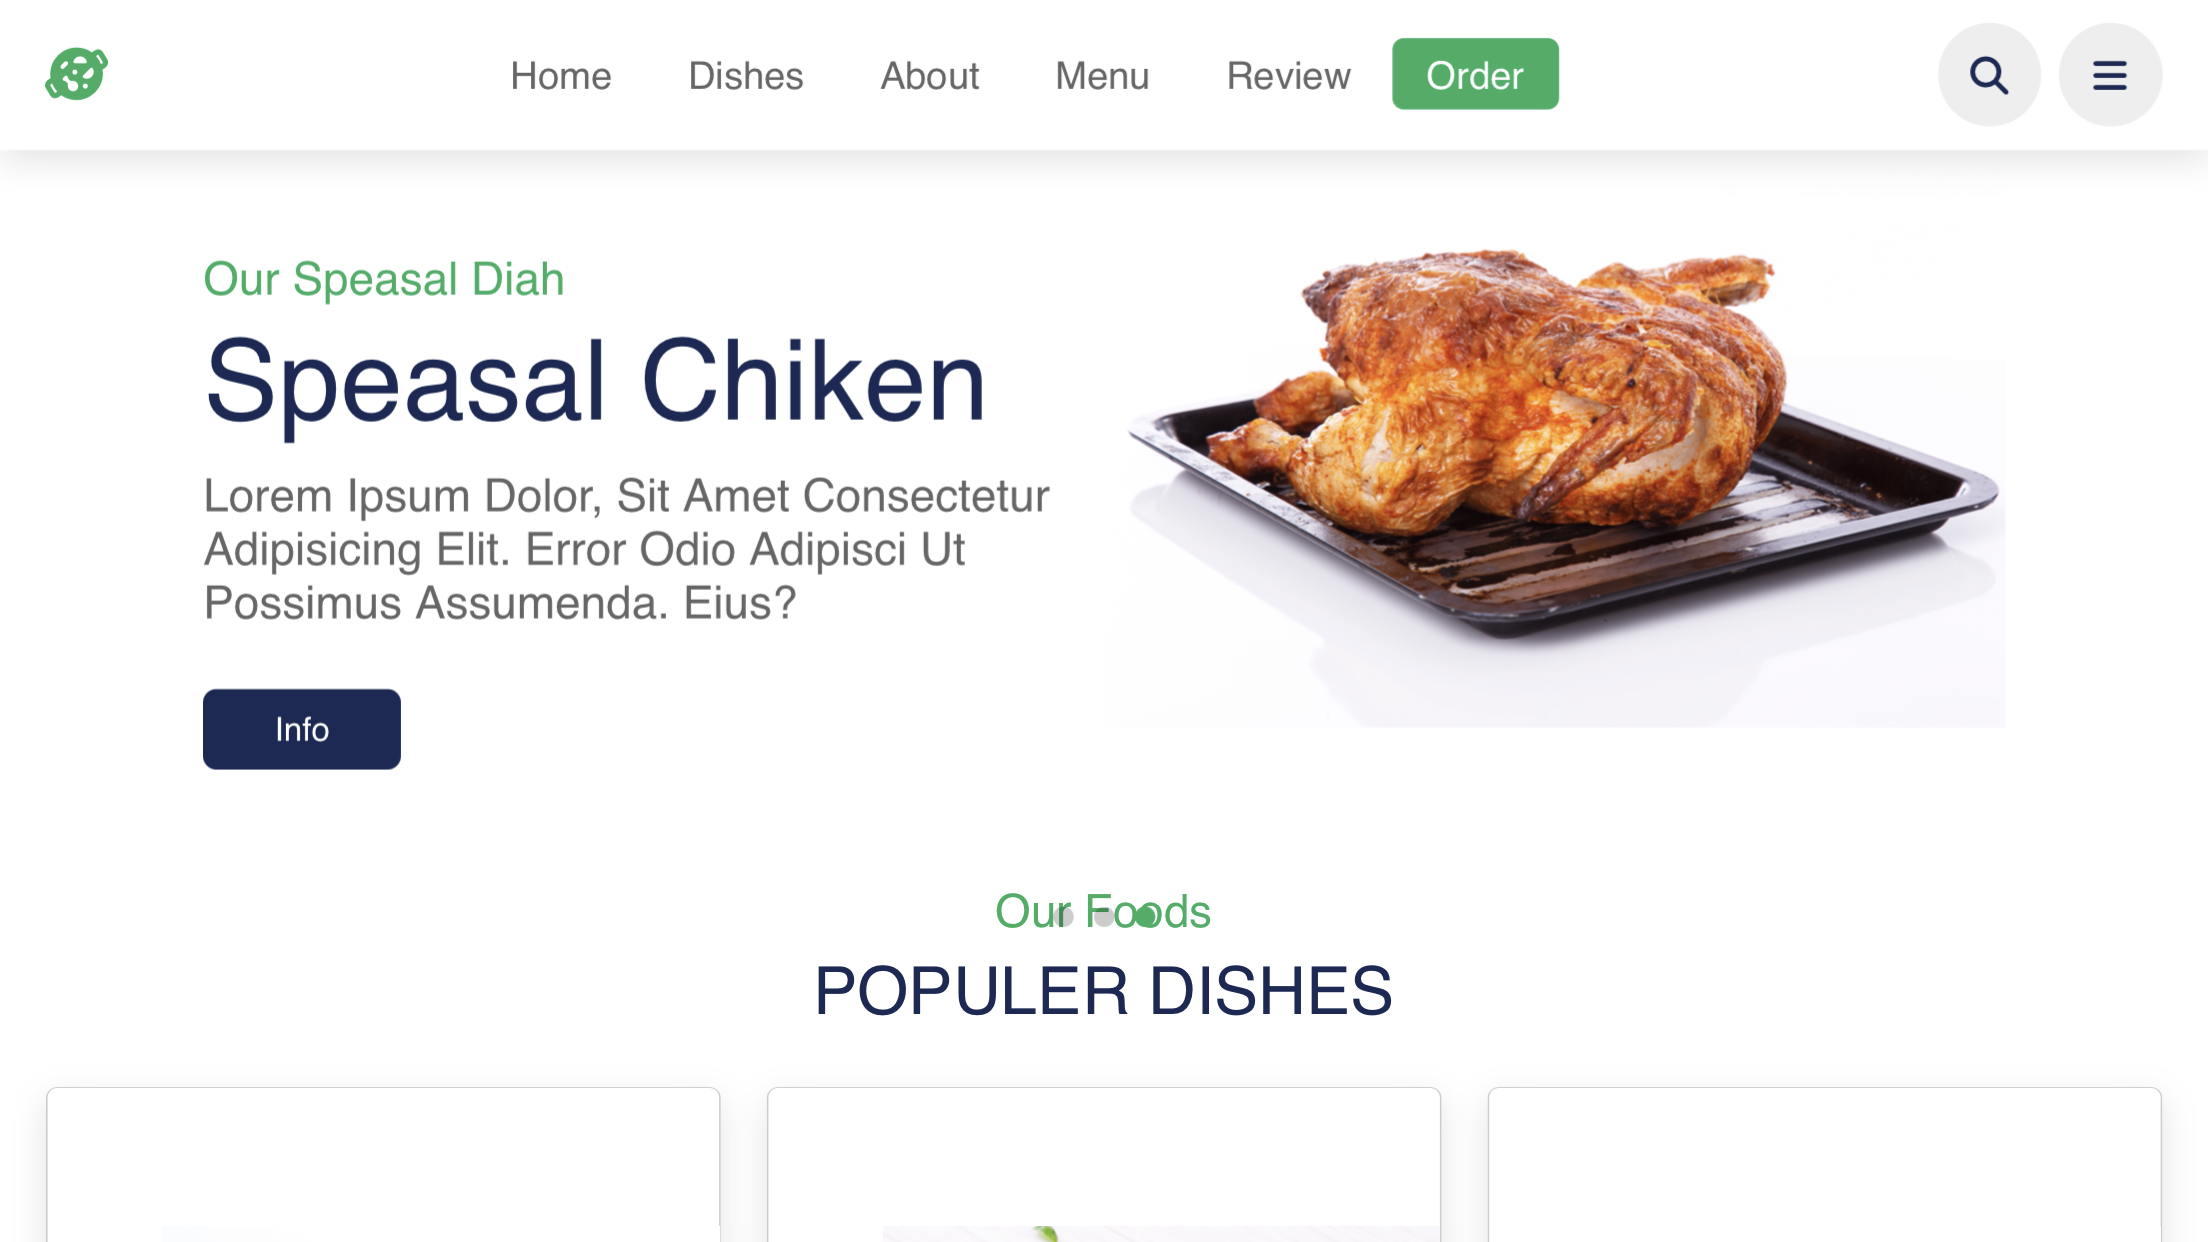 Home Dishes About Menu Review Order
Our Speasal Diah
Speasal Chiken
Lorem Ipsum Dolor, Sit Amet Consectetur
Adipisicing Elit. Error Odio Adipisci Ut
Possimus Assumenda. Eius?
Info
Our Foods
POPULER DISHES